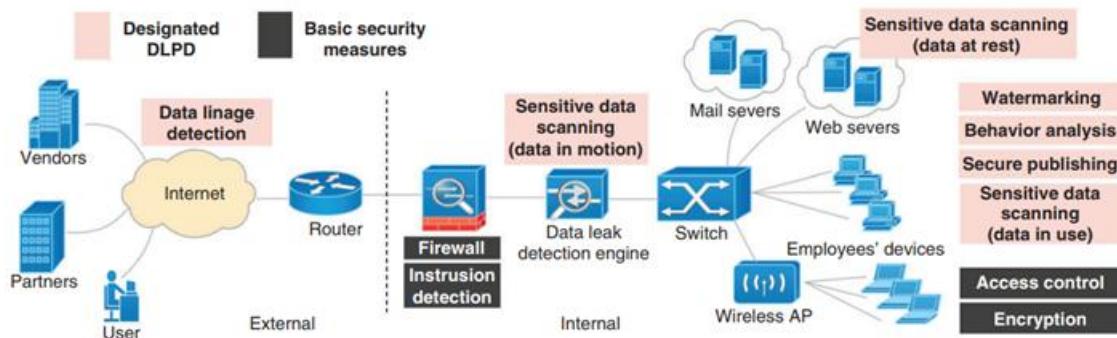 Designated
DLPD
Basic security
measures
Sensitive data scanning
(data at rest)
Data linage
detection
Sensitive data
scanning
(data in motion)
Mail severs
Web severs
Watermarking
Behavior analysis
Secure publishing
Sensitive data
scanning
(data in use)
Vendors
Internet
Router
Firewall
Instrusion
detection
Data leak
detection engine
Switch
Employees' devices
Partners
User
External
Internal
Wireless AP
Access control
Encryption